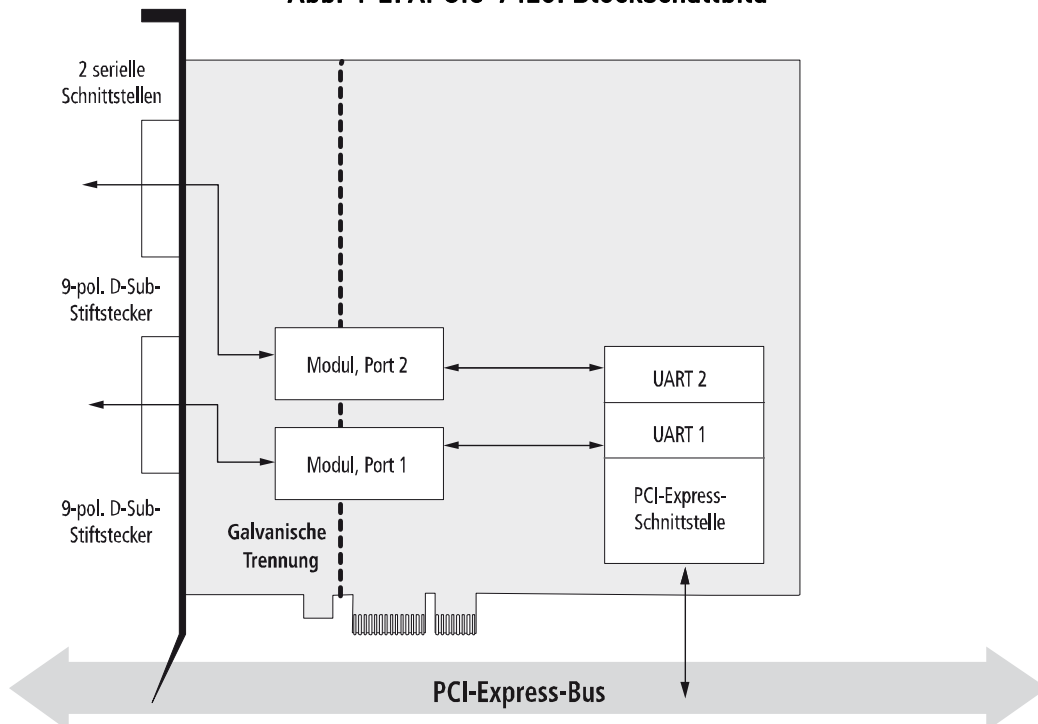 2 serielle
Schnittstellen
9-pol. D-Sub-
Stiftstecker
Modul, Port 2
UART 2
UART 1
Modul, Port 1
PCI-Express-
Schnittstelle
9-pol. D-Sub-
Stiftstecker
Galvanische
Trennung
PCI-Express-Bus